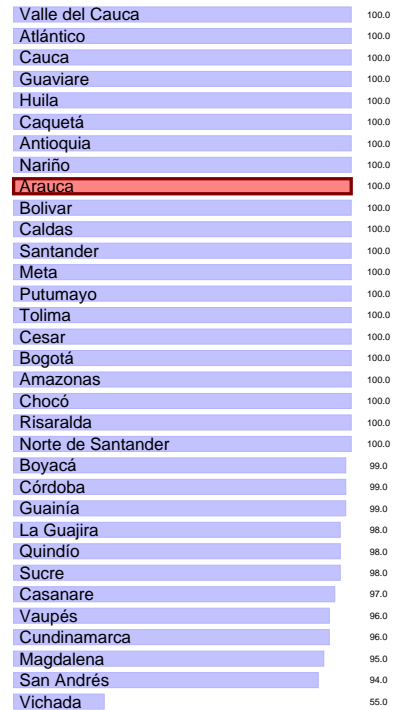 Valle del Cauca 100.0
Atlántico 100.0
Cauca 100.0
Guaviare 100.0
Huila 100.0
Caquetá 100.0
Antioquia 100.0
Nariño 100.0
Arauca 100.0
Bolivar 100.0
Caldas 100.0
Santander 100.0
Meta 100.0
Putumayo 100.0
Tolima 100.0
Cesar 100.0
Bogotá 100.0
Amazonas 100.0
Chocó 100.0
Risaralda 100.0
Norte de Santander 100.0
Boyacá 99.0
Córdoba 99.0
Guainía 99.0
La Guajira 98.0
Quindío 98.0
Sucre 98.0
Casanare 97.0
Vaupés 96.0
Cundinamarca 96.0
Magdalena 95.0
San Andrés 94.0
Vichada 55.0